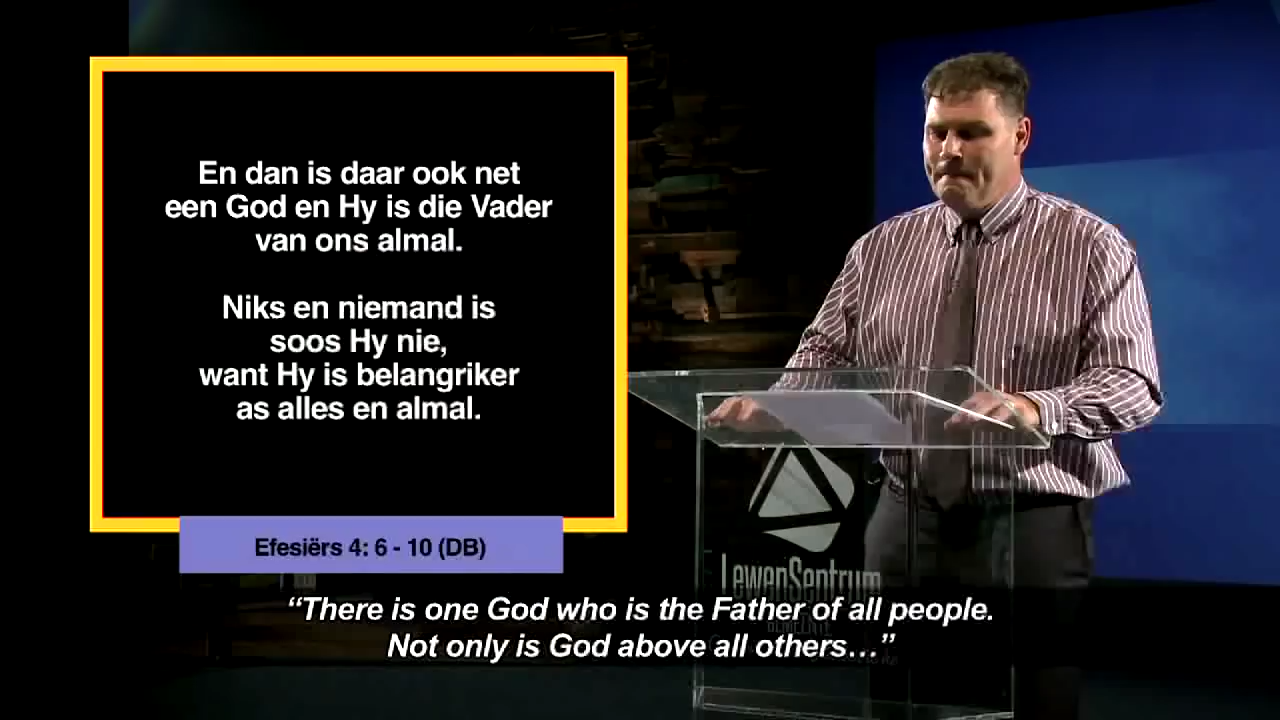 En dan is daar ook net
een God en Hy is die Vader
van ons almal.
Niks en niemand is
soos Hy nie,
want Hy is belangriker
as alles en almal.
Efesiërs 4: 6 - 10 (DB)
LewenSentrum
GEMEENTE
“There is one God who is the Father of all people.
Not only is God above all others…”